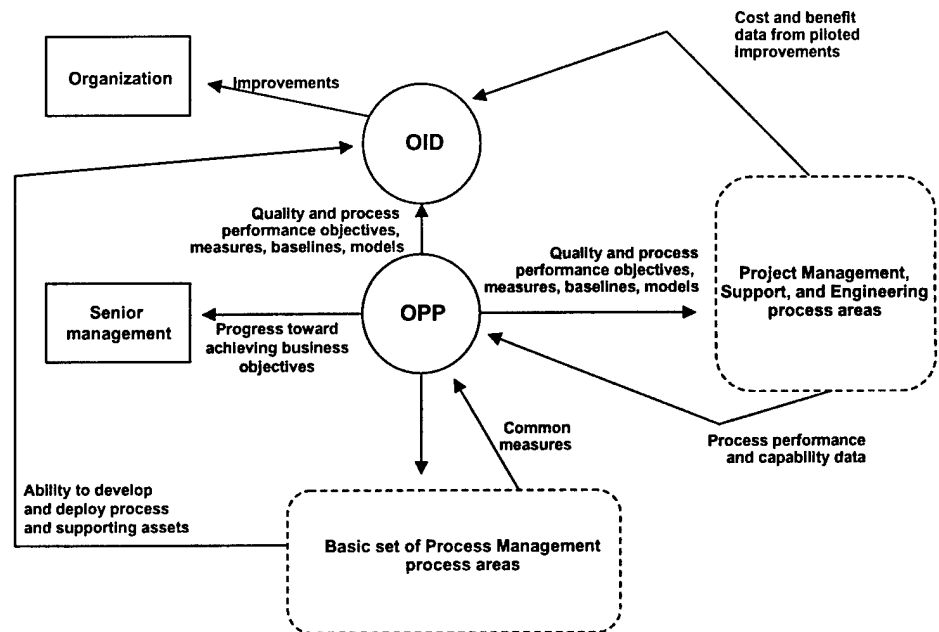 Cost and benefit
data from piloted
improvements
Organization
Improvements
OID
Quality and process
performance objectives,
measures, baselines, models
Quality and process
performance objectives,
measures, baselines, models
Project Management,
Support, and Engineering
process areas
Senior
management
OPP
Progress toward
achieving business
objectives
Common
measures
Process performance
and capability data
Ability to develop
and deploy process
and supporting assets
Basic set of Process Management
process areas